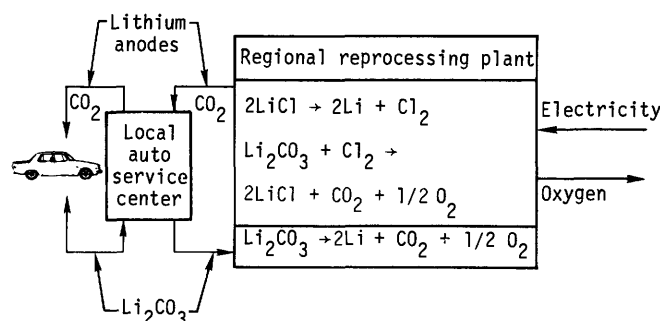 Lithium
anodes
Regional reprocessing plant
CO2
CO2
2LiCl → 2Li + Cl2
Electricity
Local
auto
service
center
Li2CO3 + Cl2 →
2LiCl + CO2 + 1/2 O2
Oxygen
Li2CO3 →2Li + CO2 + 1/2 O2
Li2CO3